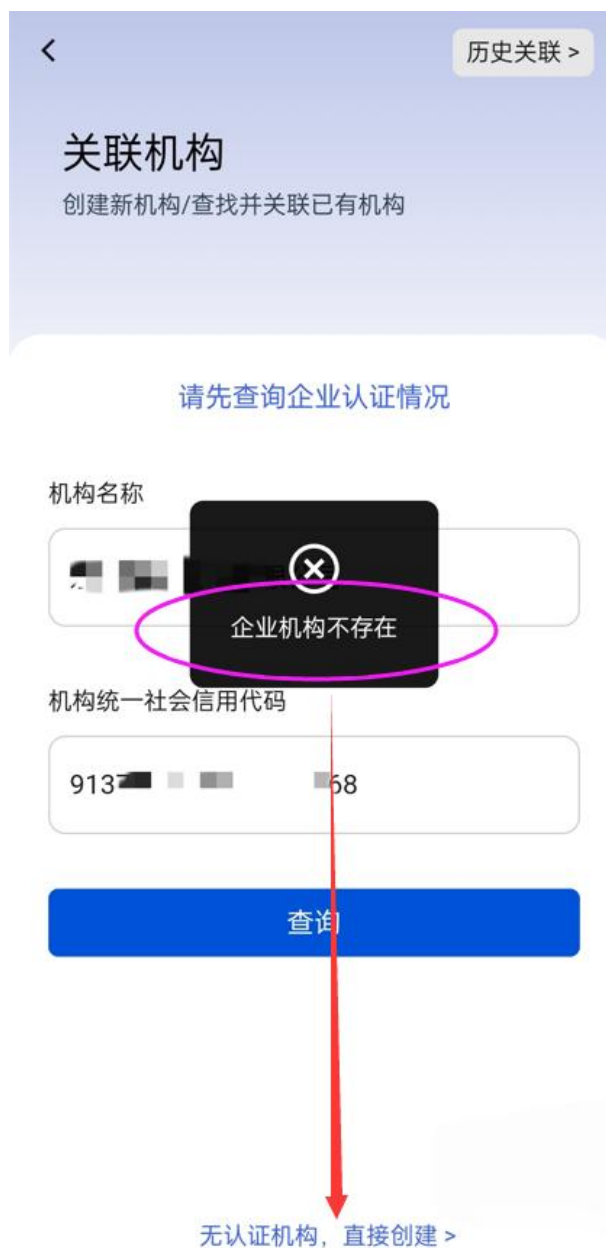 历史关联 >
关联机构
创建新机构/查找并关联已有机构
请先查询企业认证情况
机构名称
企业机构不存在
机构统一社会信用代码
913
68
查询
无认证机构，直接创建 >